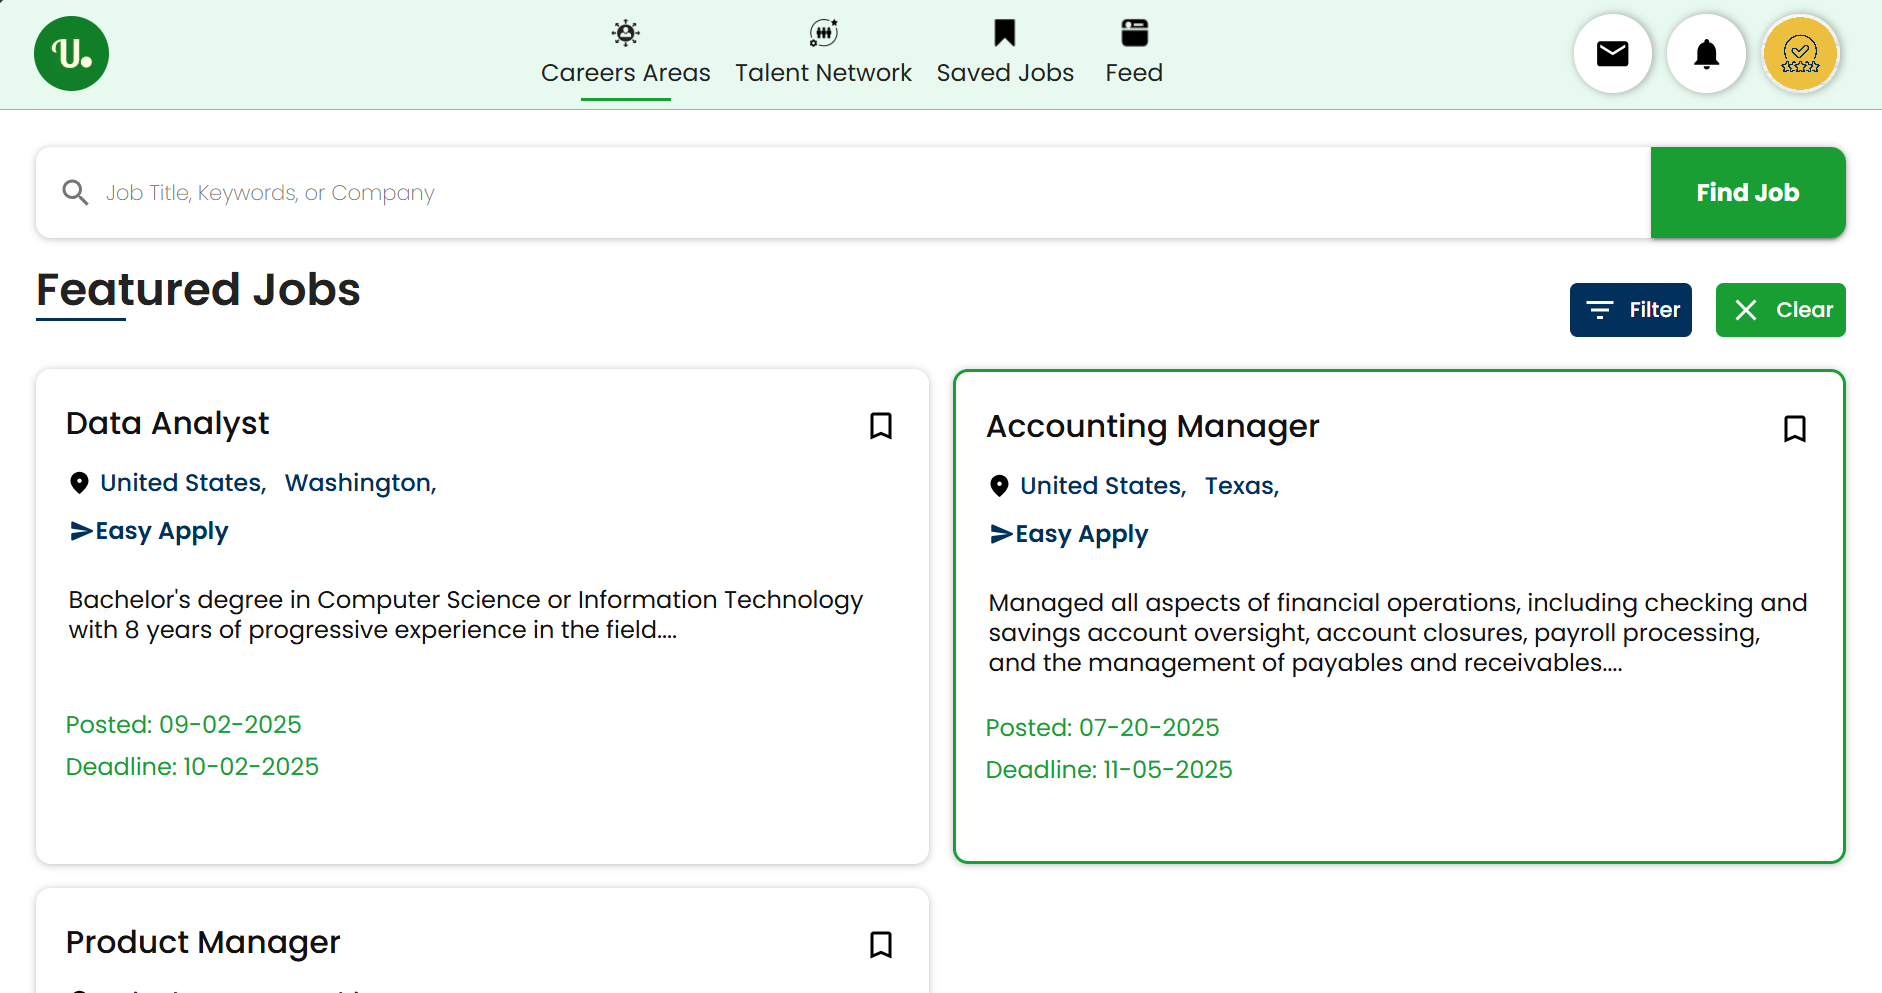 U.
Careers Areas
Talent Network
Saved Jobs
Feed
Job Title, Keywords, or Company
Find Job
Featured Jobs
Filter
Clear
Data Analyst
United States, Washington,
Easy Apply
Bachelor's degree in Computer Science or Information Technology
with 8 years of progressive experience in the field....
Posted: 09-02-2025
Deadline: 10-02-2025
Accounting Manager
United States, Texas,
Easy Apply
Managed all aspects of financial operations, including checking and
savings account oversight, account closures, payroll processing,
and the management of payables and receivables....
Posted: 07-20-2025
Deadline: 11-05-2025
Product Manager